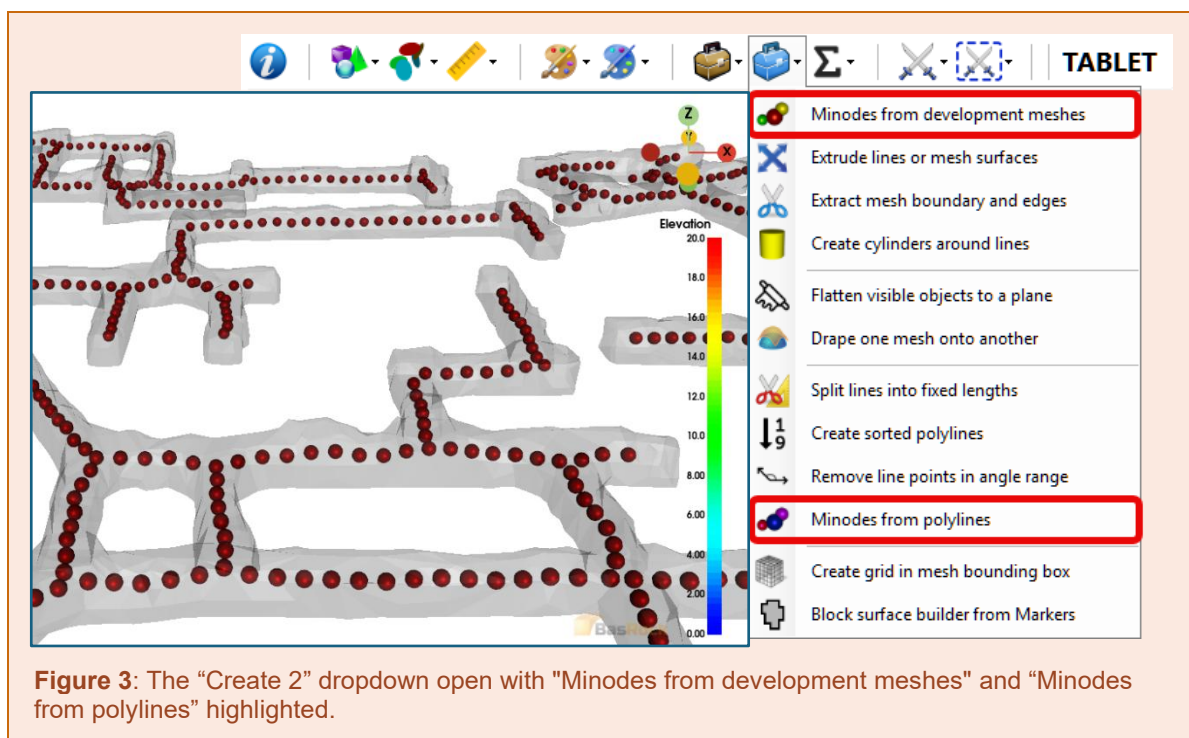 TABLET
Minodes from development meshes
Extrude lines or mesh surfaces
Extract mesh boundary and edges
Create cylinders around lines
Flatten visible objects to a plane
Drape one mesh onto another
Split lines into fixed lengths
Create sorted polylines
Remove line points in angle range
Minodes from polylines
Create grid in mesh bounding box
Block surface builder from Markers
Z
Y
X
Elevation
20.0
18.0
16.0
14.0
12.0
10.0
8.00
6.00
4.00
2.00
0.00
Figure 3: The “Create 2” dropdown open with "Minodes from development meshes" and “Minodes
from polylines” highlighted.